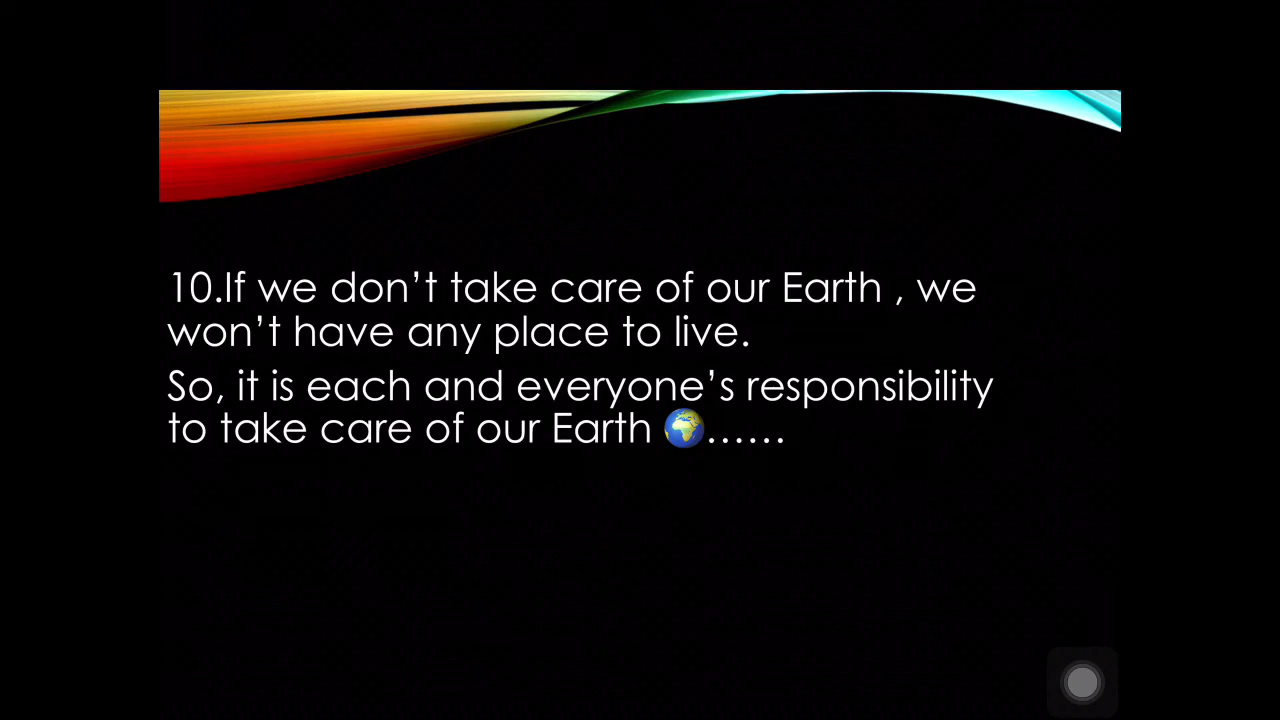 10.If we don’t take care of our Earth , we
won’t have any place to live.
So, it is each and everyone’s responsibility
to take care of our Earth 🌍......